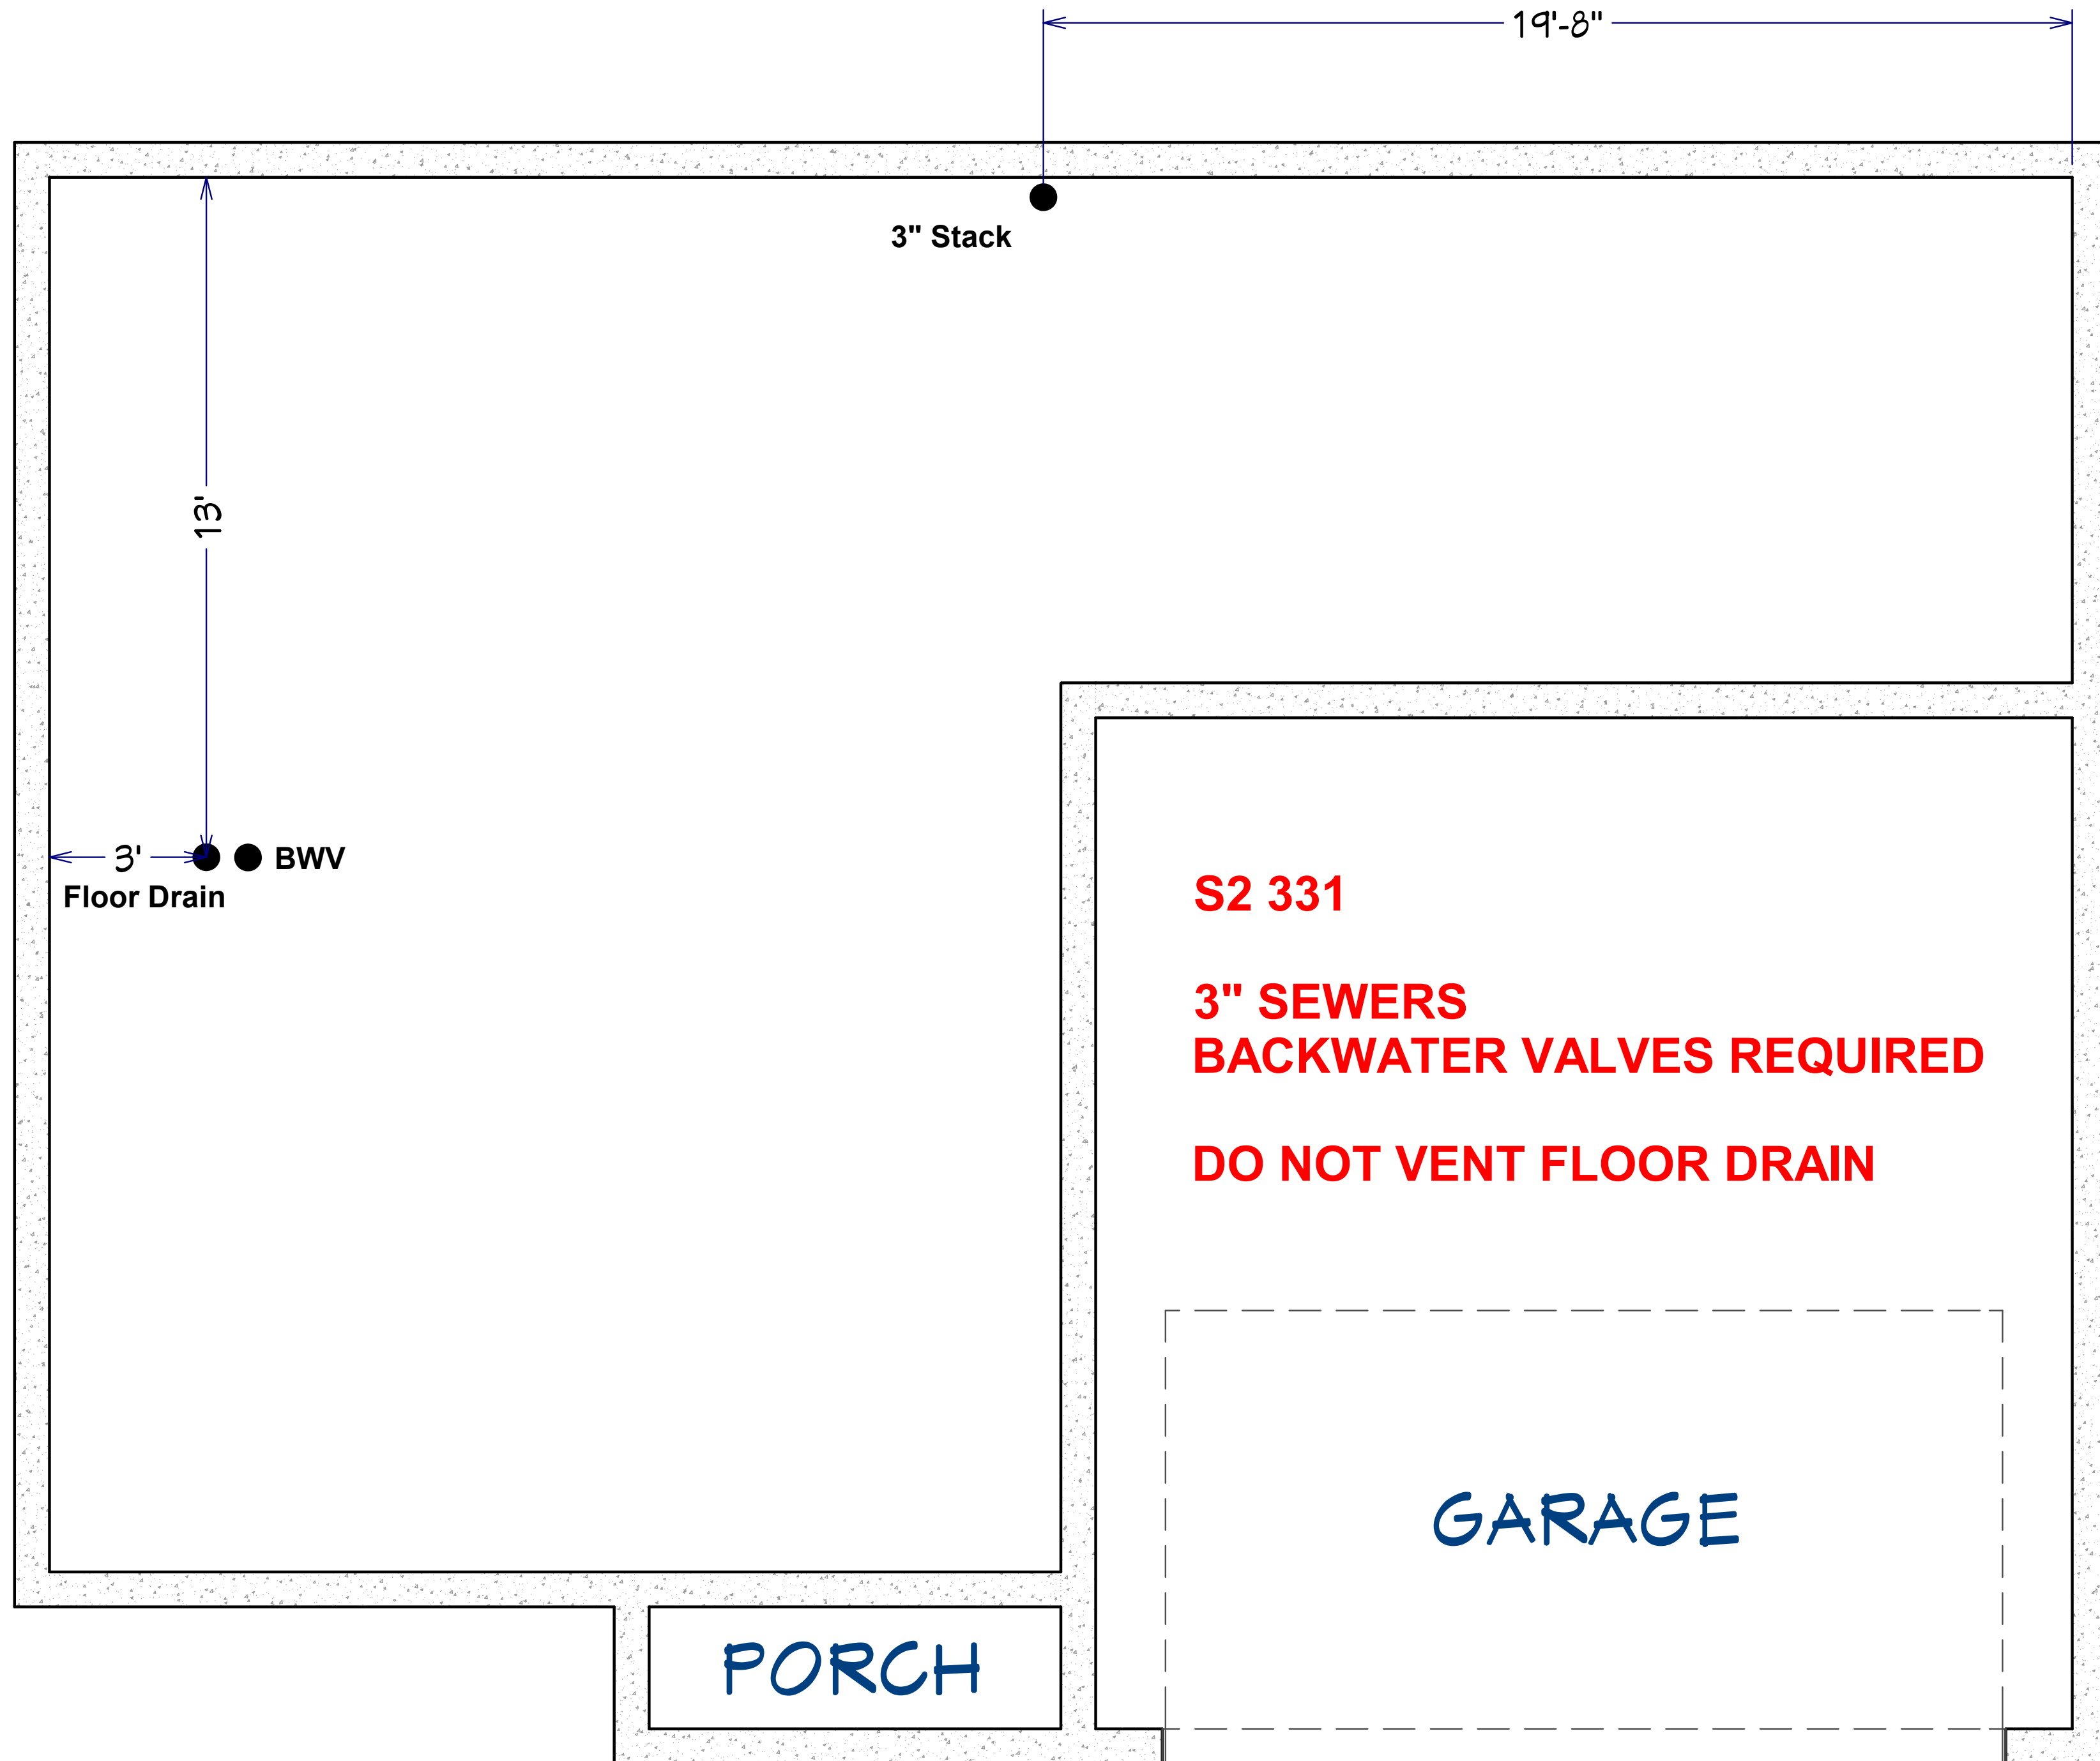 19'-8"
3" Stack
13'
3'
BWV
Floor Drain
S2 331
3" SEWERS
BACKWATER VALVES REQUIRED
DO NOT VENT FLOOR DRAIN
GARAGE
PORCH